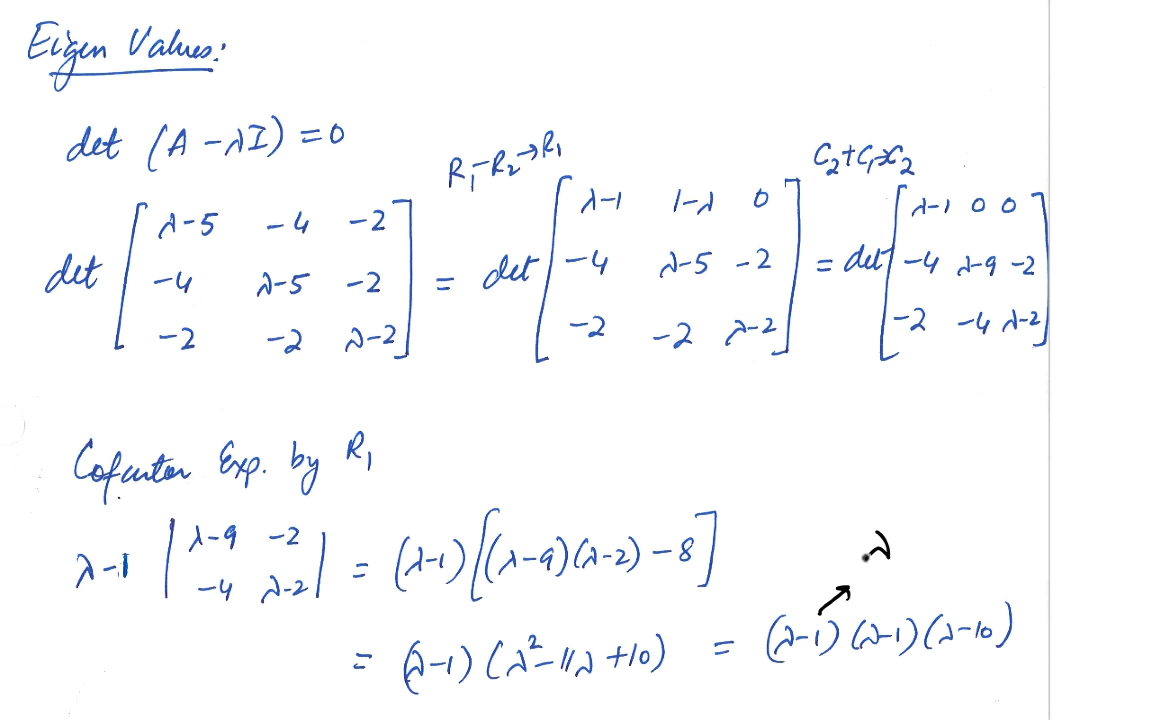 Eigen Values:
det (A - λI) = 0
R₁-R₂→R₁
C₂+C₁→C₂
det [ λ-5 -4 -2 ] = det [ λ-1 1-λ 0 ] = det [ λ-1 0 0 ]
[ -4 λ-5 -2 ] [ -4 λ-5 -2 ] [ -4 λ-9 -2 ]
[ -2 -2 λ-2 ] [ -2 -2 λ-2 ] [ -2 -4 λ-2 ]
Cofactor Exp. by R₁
λ-1 | λ-9 -2 | = (λ-1)[(λ-9)(λ-2) - 8]
| -4 λ-2 |
λ
= (λ-1) (λ²-11λ+10) = (λ-1)(λ-1)(λ-10)